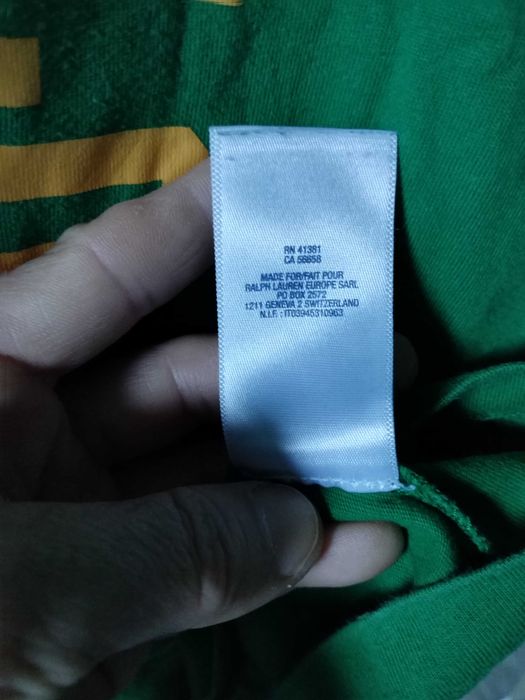 RN 41381
CA 56858
MADE FOR/FAIT POUR
RALPH LAUREN EUROPE SARL
PO BOX 2572
1211 GENEVA 2 SWITZERLAND
N.I.F. : IT03945310963